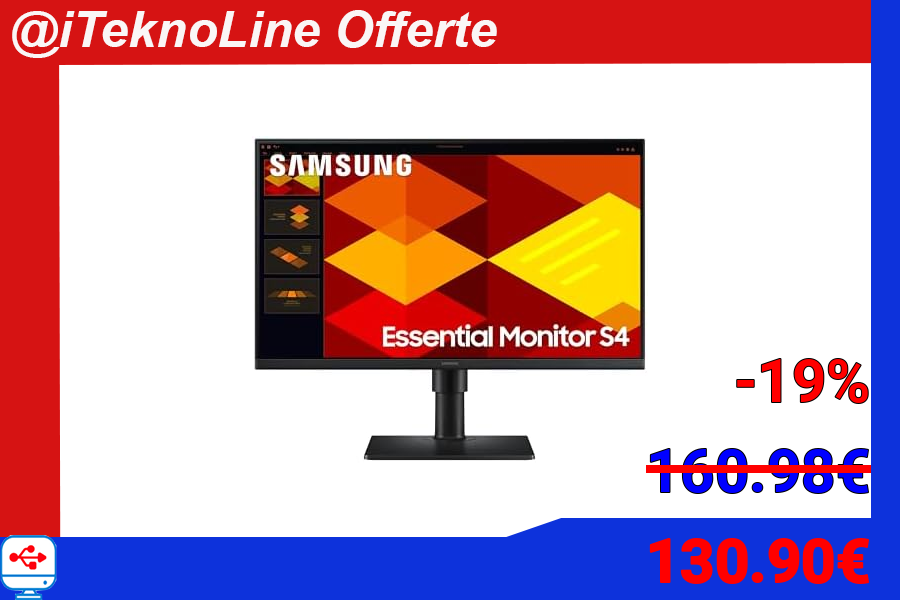 @iTeknoLine Offerte
SAMSUNG
Essential Monitor S4
-19%
160.98€
130.90€